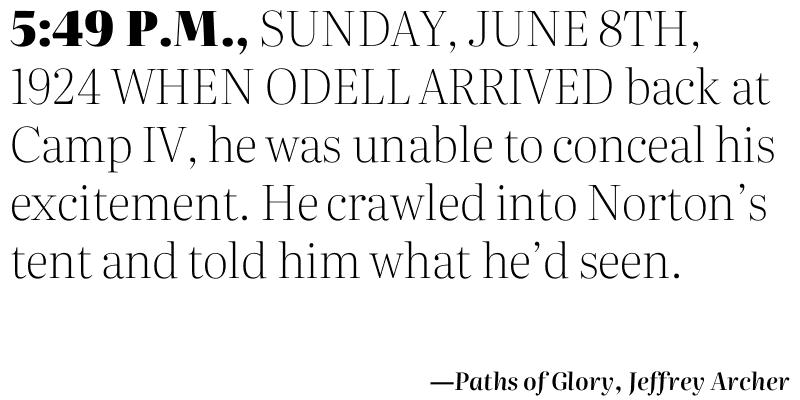 5:49 P.M., SUNDAY, JUNE 8TH,
1924 WHEN ODELL ARRIVED back at
Camp IV, he was unable to conceal his
excitement. He crawled into Norton’s
tent and told him what he’d seen.
—Paths of Glory, Jeffrey Archer